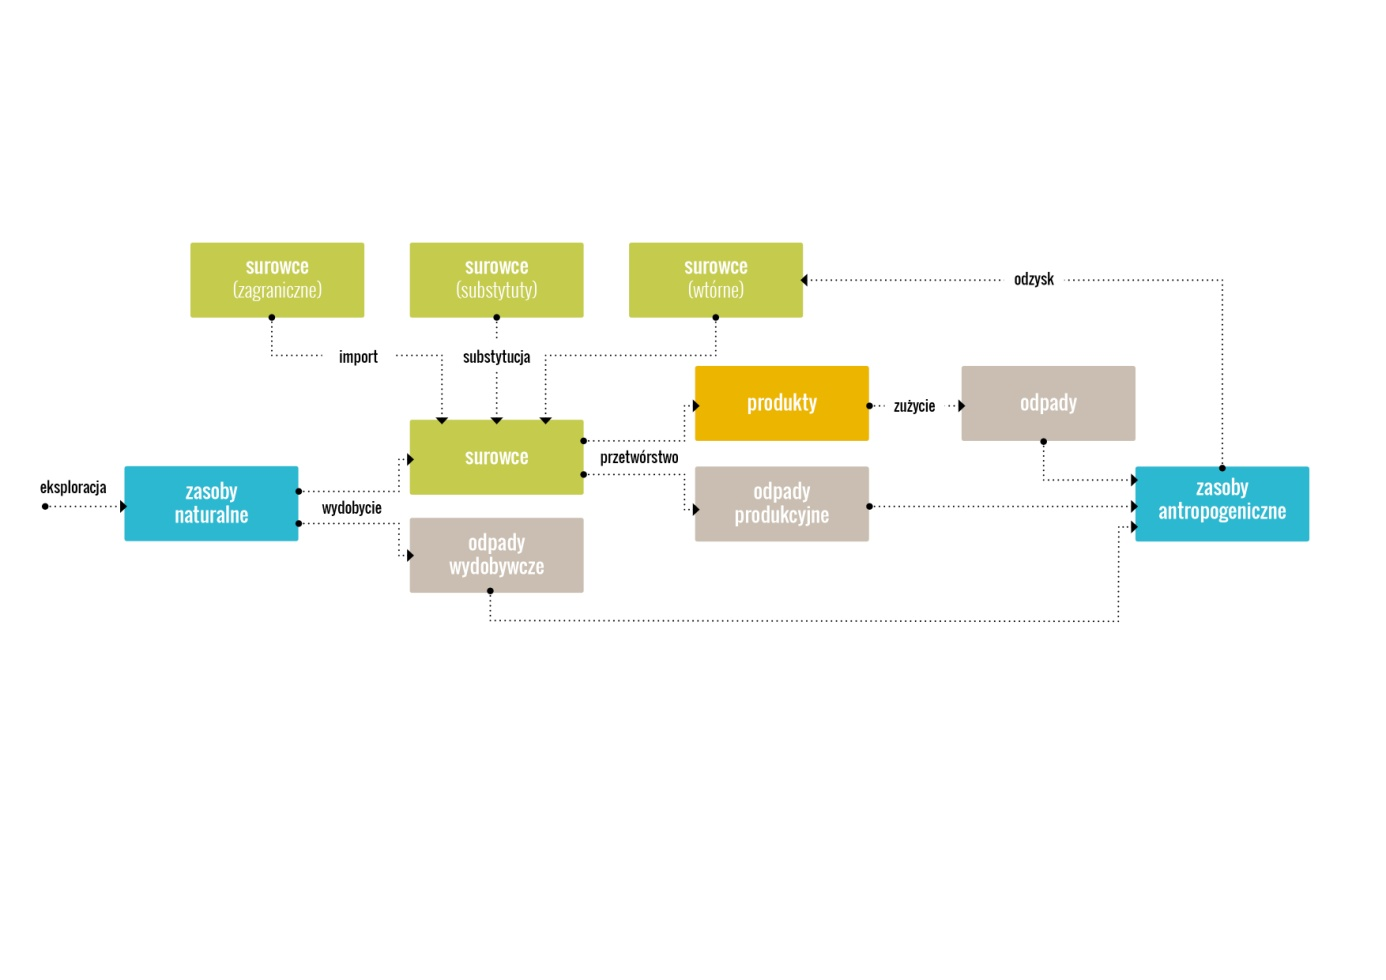 surowce
(zagraniczne)
surowce
(substytuty)
surowce
(wtórne)
odzysk
import
substytucja
produkty
zużycie
odpady
surowce
przetwórstwo
eksploracja
zasoby
naturalne
wydobycie
odpady
produkcyjne
zasoby
antropogeniczne
odpady
wydobywcze